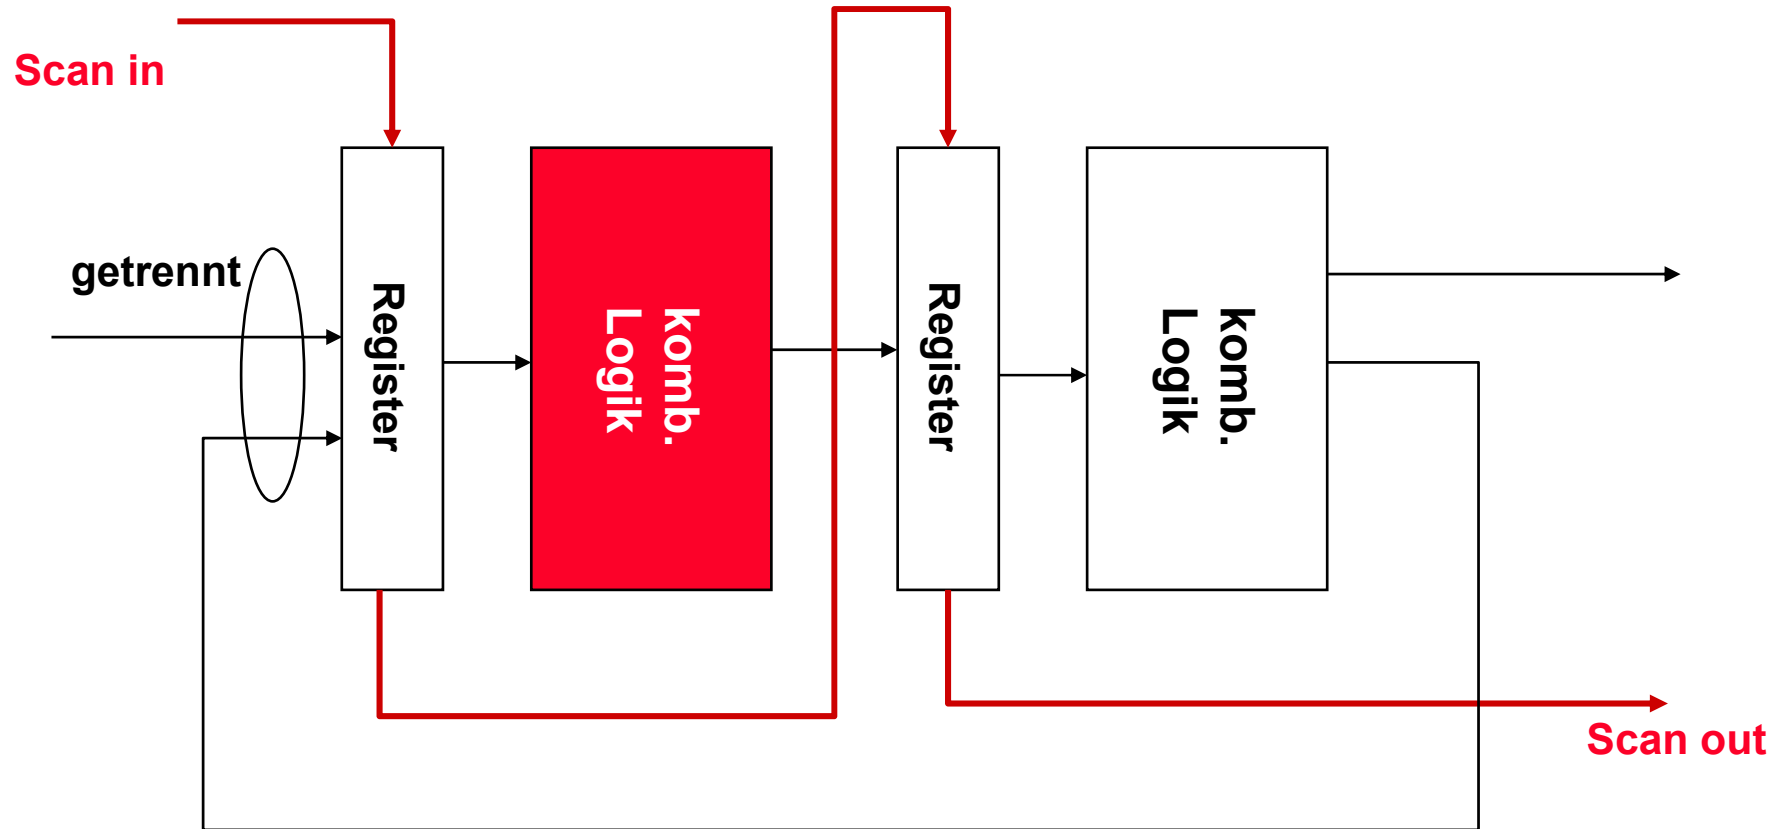 Scan in
getrennt
Register
komb.
Logik
Register
komb.
Logik
Scan out